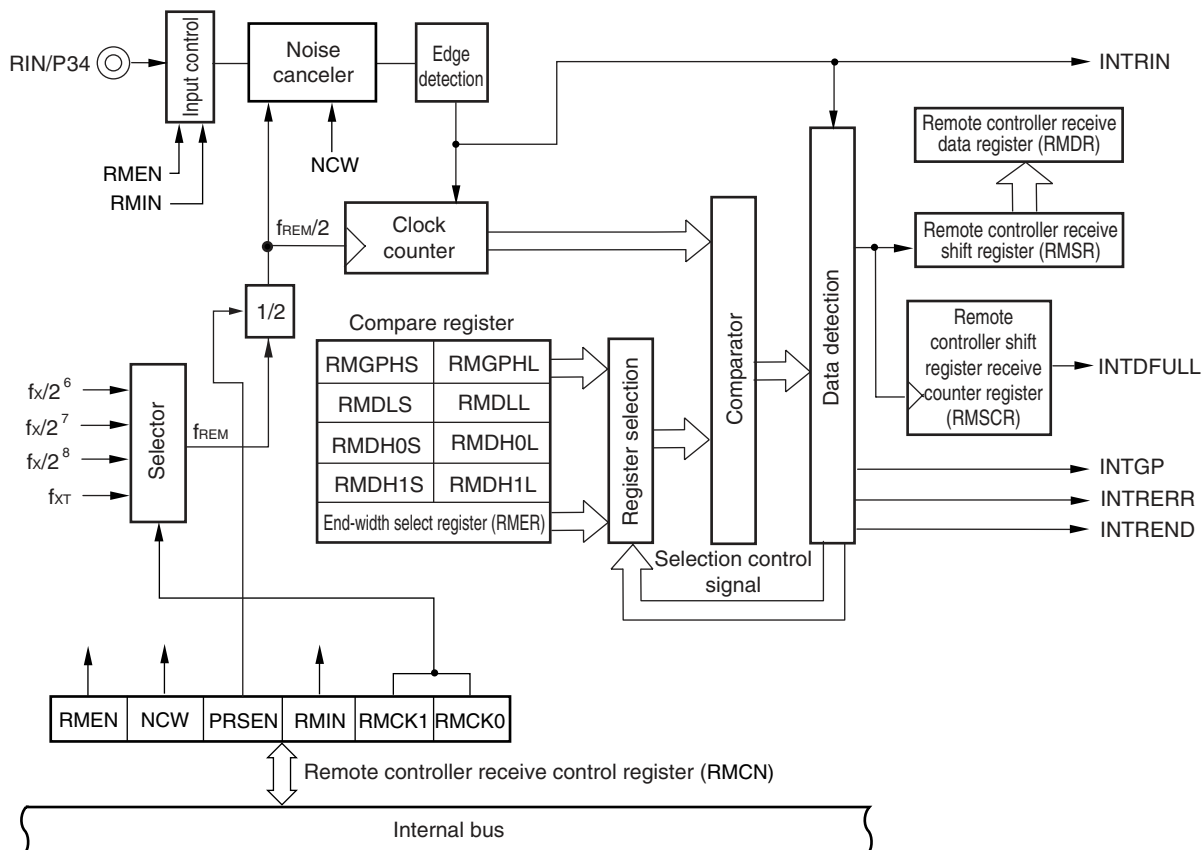 RIN/P34
Input control
Noise
canceler
Edge
detection
INTRIN
RMEN
RMIN
NCW
Remote controller receive
data register (RMDR)
fREM/2
Clock
counter
Remote controller receive
shift register (RMSR)
1/2
Compare register
RMGPHS RMGPHL
RMDLS RMDLL
RMDH0S RMDH0L
RMDH1S RMDH1L
End-width select register (RMER)
Register selection
Comparator
Data detection
Remote
controller shift
register receive
counter register
(RMSCR)
INTDFULL
fX/2^6
fX/2^7
fX/2^8
fXT
Selector
fREM
INTGP
INTRERR
INTREND
Selection control
signal
RMEN NCW PRSEN RMIN RMCK1 RMCK0
Remote controller receive control register (RMCN)
Internal bus